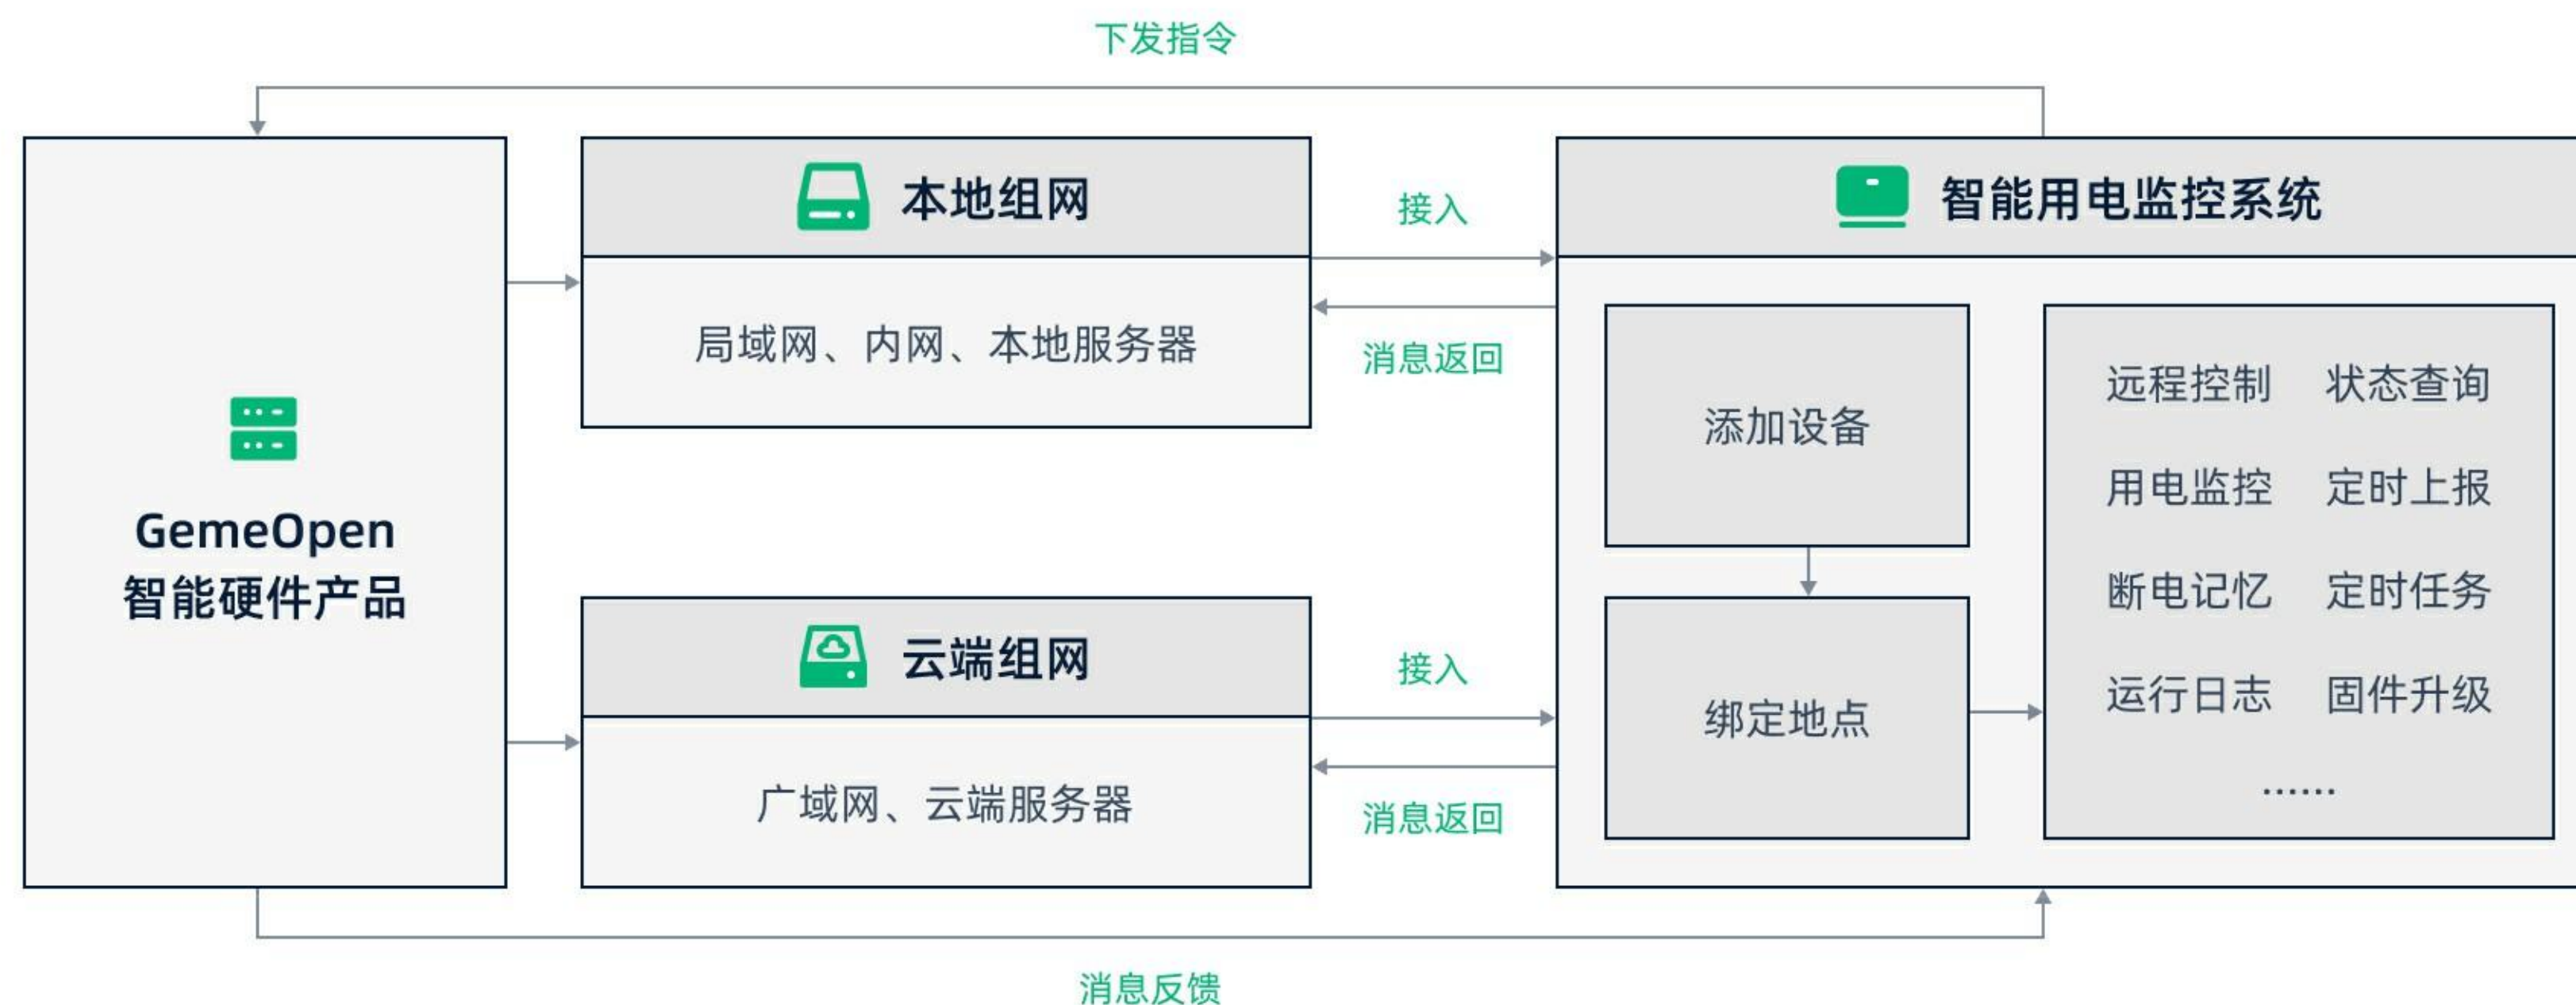 下发指令
GemeOpen
智能硬件产品
本地组网
局域网、内网、本地服务器
云端组网
广域网、云端服务器
接入
消息返回
接入
消息返回
智能用电监控系统
添加设备
绑定地点
远程控制 状态查询
用电监控 定时上报
断电记忆 定时任务
运行日志 固件升级
......
消息反馈